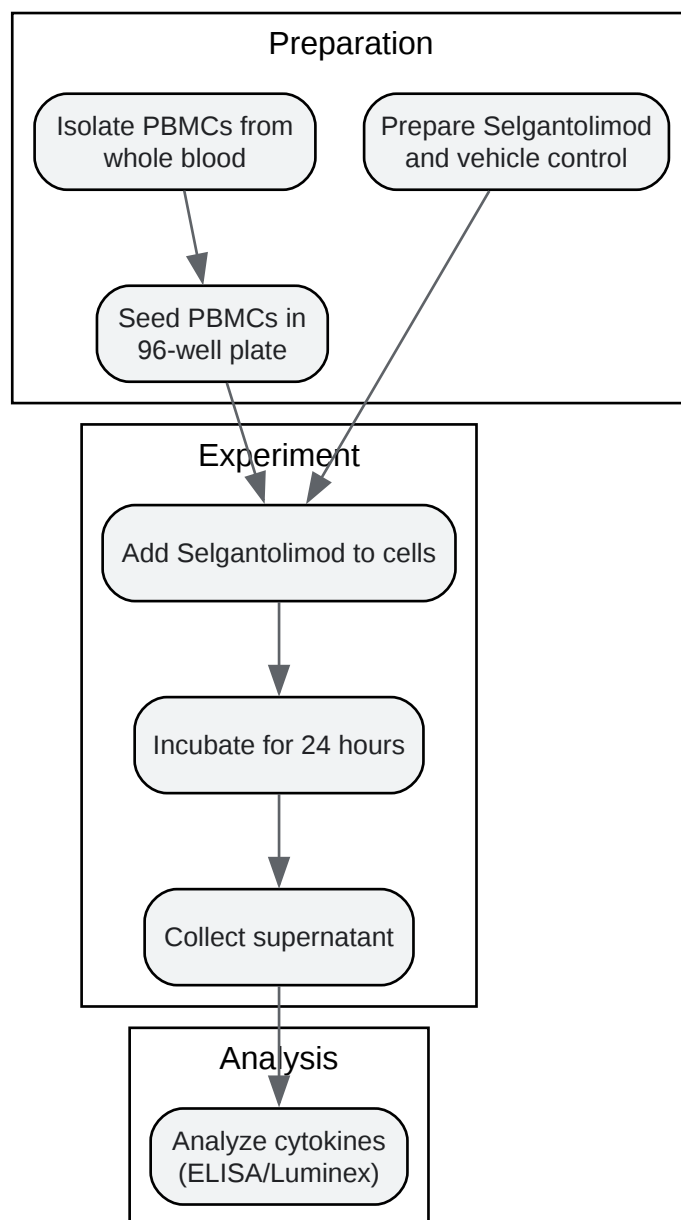 Preparation
Isolate PBMCs from
whole blood
Prepare Selgantolimod
and vehicle control
Seed PBMCs in
96-well plate
Experiment
Add Selgantolimod to cells
Incubate for 24 hours
Collect supernatant
Analysis
Analyze cytokines
(ELISA/Luminex)